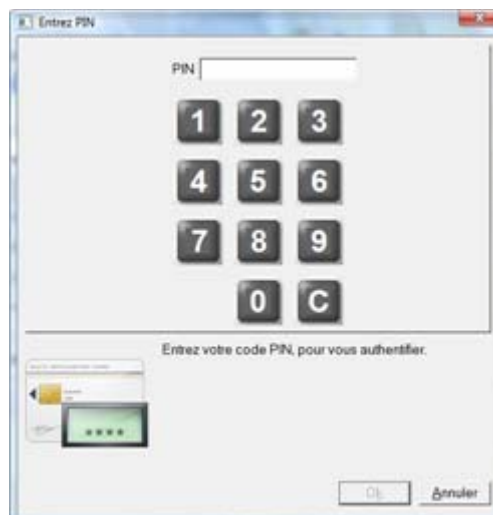 Entrez PIN
PIN
1 2 3
4 5 6
7 8 9
0 C
Entrez votre code PIN, pour vous authentifier.
****
Ok Annuler